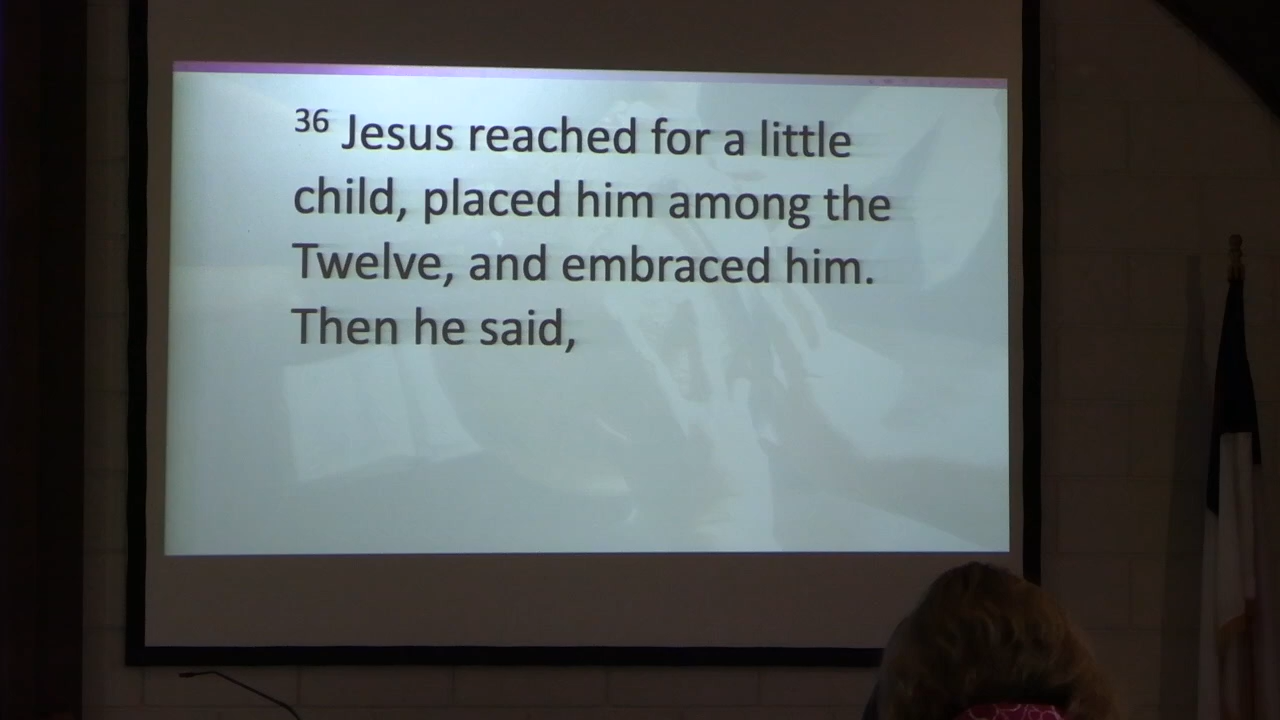 36 Jesus reached for a little
child, placed him among the
Twelve, and embraced him.
Then he said,